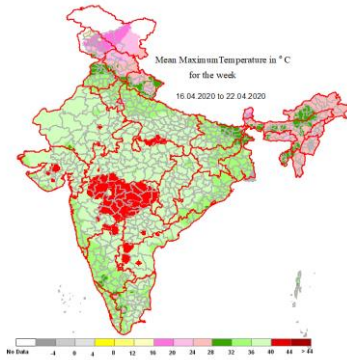 Mean Maximum Temperature in ° C
for the week
16.04.2020 to 22.04.2020
No Data -4 0 4 8 12 16 20 24 28 32 36 40 44 > 44